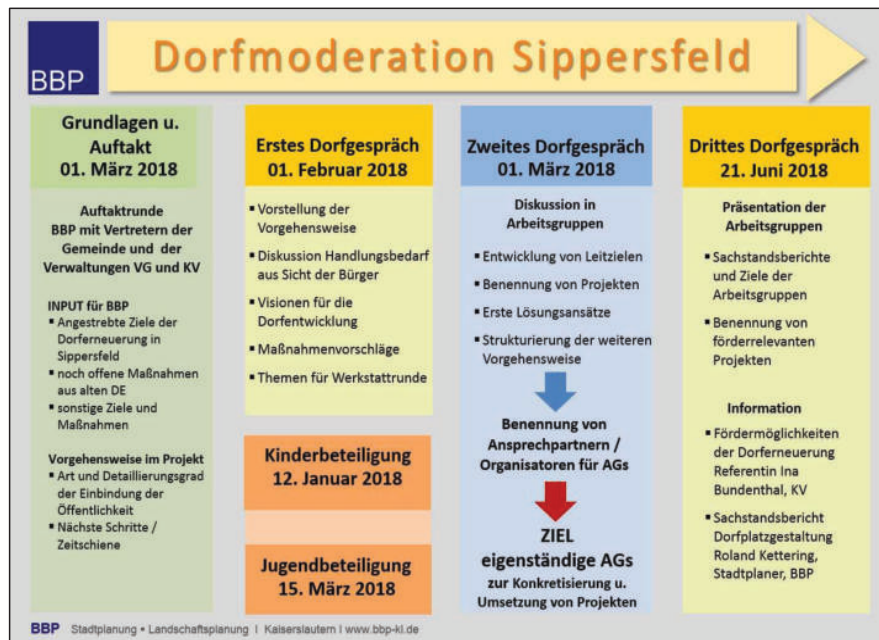 BBP
Dorfmoderation Sippersfeld
Grundlagen u.
Auftakt
01. März 2018
Auftaktrunde
BBP mit Vertretern der
Gemeinde und der
Verwaltungen VG und KV
INPUT für BBP
▪ Angestrebte Ziele der
Dorferneuerung in
Sippersfeld
▪ noch offene Maßnahmen
aus alten DE
▪ sonstige Ziele und
Maßnahmen
Vorgehensweise im Projekt
▪ Art und Detaillierungsgrad
der Einbindung der
Öffentlichkeit
▪ Nächste Schritte /
Zeitschiene
Erstes Dorfgespräch
01. Februar 2018
▪ Vorstellung der
Vorgehensweise
▪ Diskussion Handlungsbedarf
aus Sicht der Bürger
▪ Visionen für die
Dorfentwicklung
▪ Maßnahmenvorschläge
▪ Themen für Werkstattrunde
Kinderbeteiligung
12. Januar 2018
Jugendbeteiligung
15. März 2018
Zweites Dorfgespräch
01. März 2018
Diskussion in
Arbeitsgruppen
▪ Entwicklung von Leitzielen
▪ Benennung von Projekten
▪ Erste Lösungsansätze
▪ Strukturierung der weiteren
Vorgehensweise
Benennung von
Ansprechpartnern /
Organisatoren für AGs
ZIEL
eigenständige AGs
zur Konkretisierung u.
Umsetzung von Projekten
Drittes Dorfgespräch
21. Juni 2018
Präsentation der
Arbeitsgruppen
▪ Sachstandsberichte
und Ziele der
Arbeitsgruppen
▪ Benennung von
förderrelevanten
Projekten
Information
▪ Fördermöglichkeiten
der Dorferneuerung
Referentin Ina
Bundenthal, KV
▪ Sachstandsbericht
Dorfplatzgestaltung
Roland Kettering,
Stadtplaner, BBP
BBP Stadtplanung ▪ Landschaftsplanung I Kaiserslautern I www.bbp-kl.de